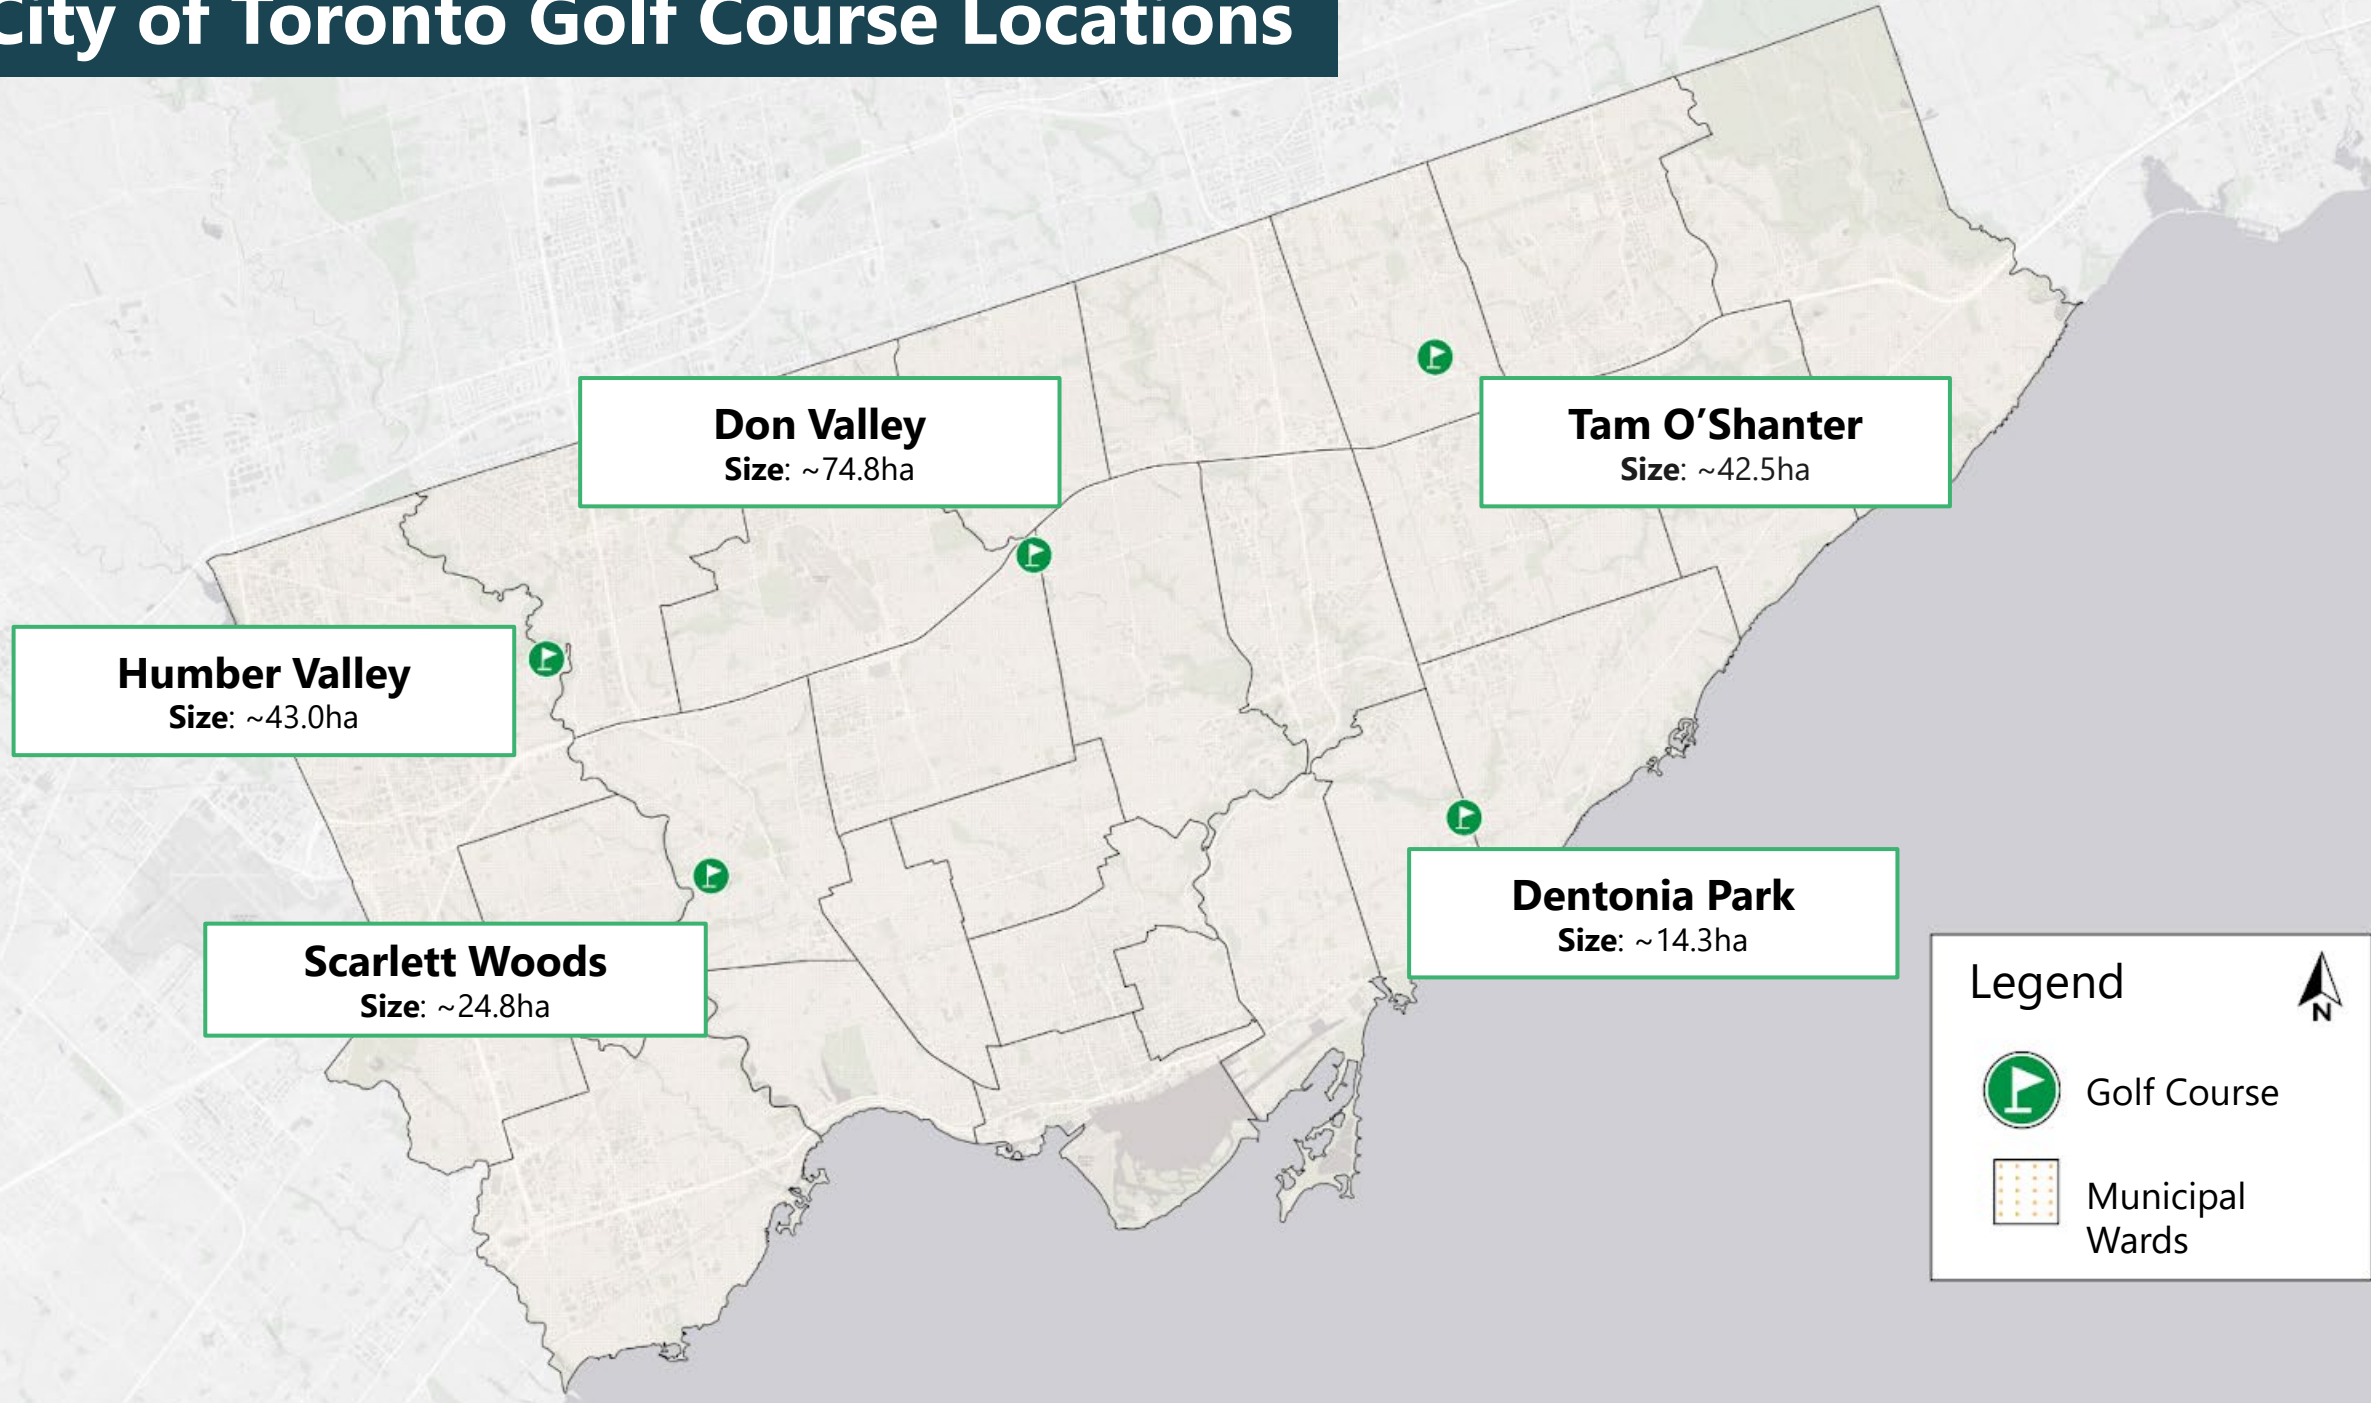 City of Toronto Golf Course Locations
Don Valley
Size: ~74.8ha
Tam O’Shanter
Size: ~42.5ha
Humber Valley
Size: ~43.0ha
Dentonia Park
Size: ~14.3ha
Scarlett Woods
Size: ~24.8ha
Legend
N
Golf Course
Municipal
Wards